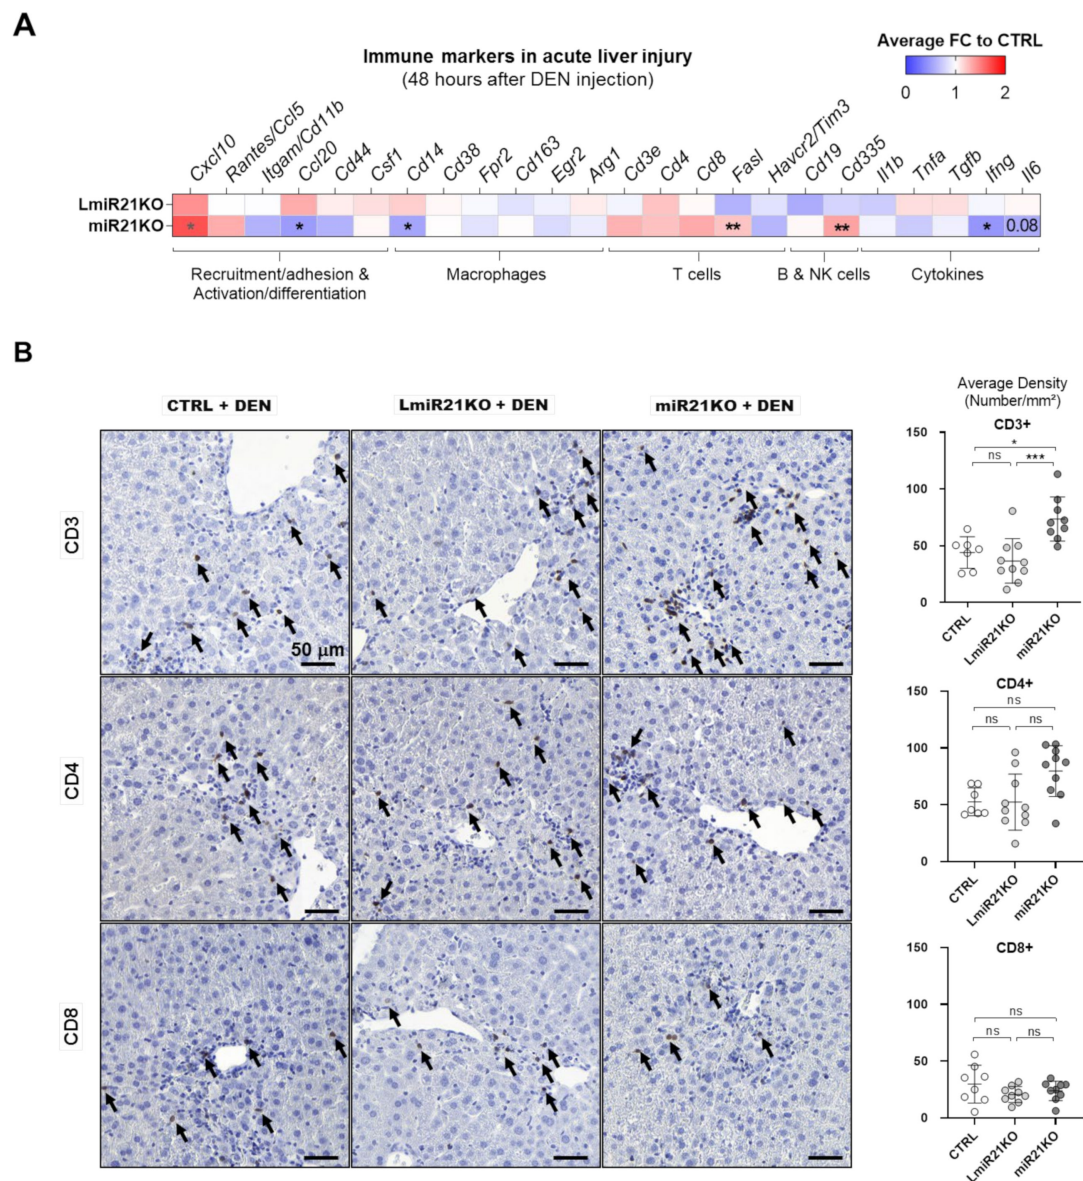 A
Immune markers in acute liver injury
(48 hours after DEN injection)
Average FC to CTRL
0 1 2
Cxcl10 Rantes/Ccl5 Itgam/Cd11b Ccl20 Cd44 Csf1 Cd14 Cd38 Fpr2 Cd163 Egr2 Arg1 Cd3e Cd4 Cd8 Fasl Havcr2/Tim3 Cd19 Cd335 Il1b Tnfa Tgfb Ifng Il6
LmiR21KO
miR21KO * * * ** ** * 0.08
Recruitment/adhesion & Macrophages T cells B & NK cells Cytokines
Activation/differentiation
B
CTRL + DEN LmiR21KO + DEN miR21KO + DEN
CD3
50 µm
CD4
CD8
Average Density
(Number/mm²)
CD3+
150
100
50
0
*
ns ***
CTRL LmiR21KO miR21KO
CD4+
150
100
50
0
ns
ns ns
CTRL LmiR21KO miR21KO
CD8+
150
100
50
0
ns
ns ns
CTRL LmiR21KO miR21KO